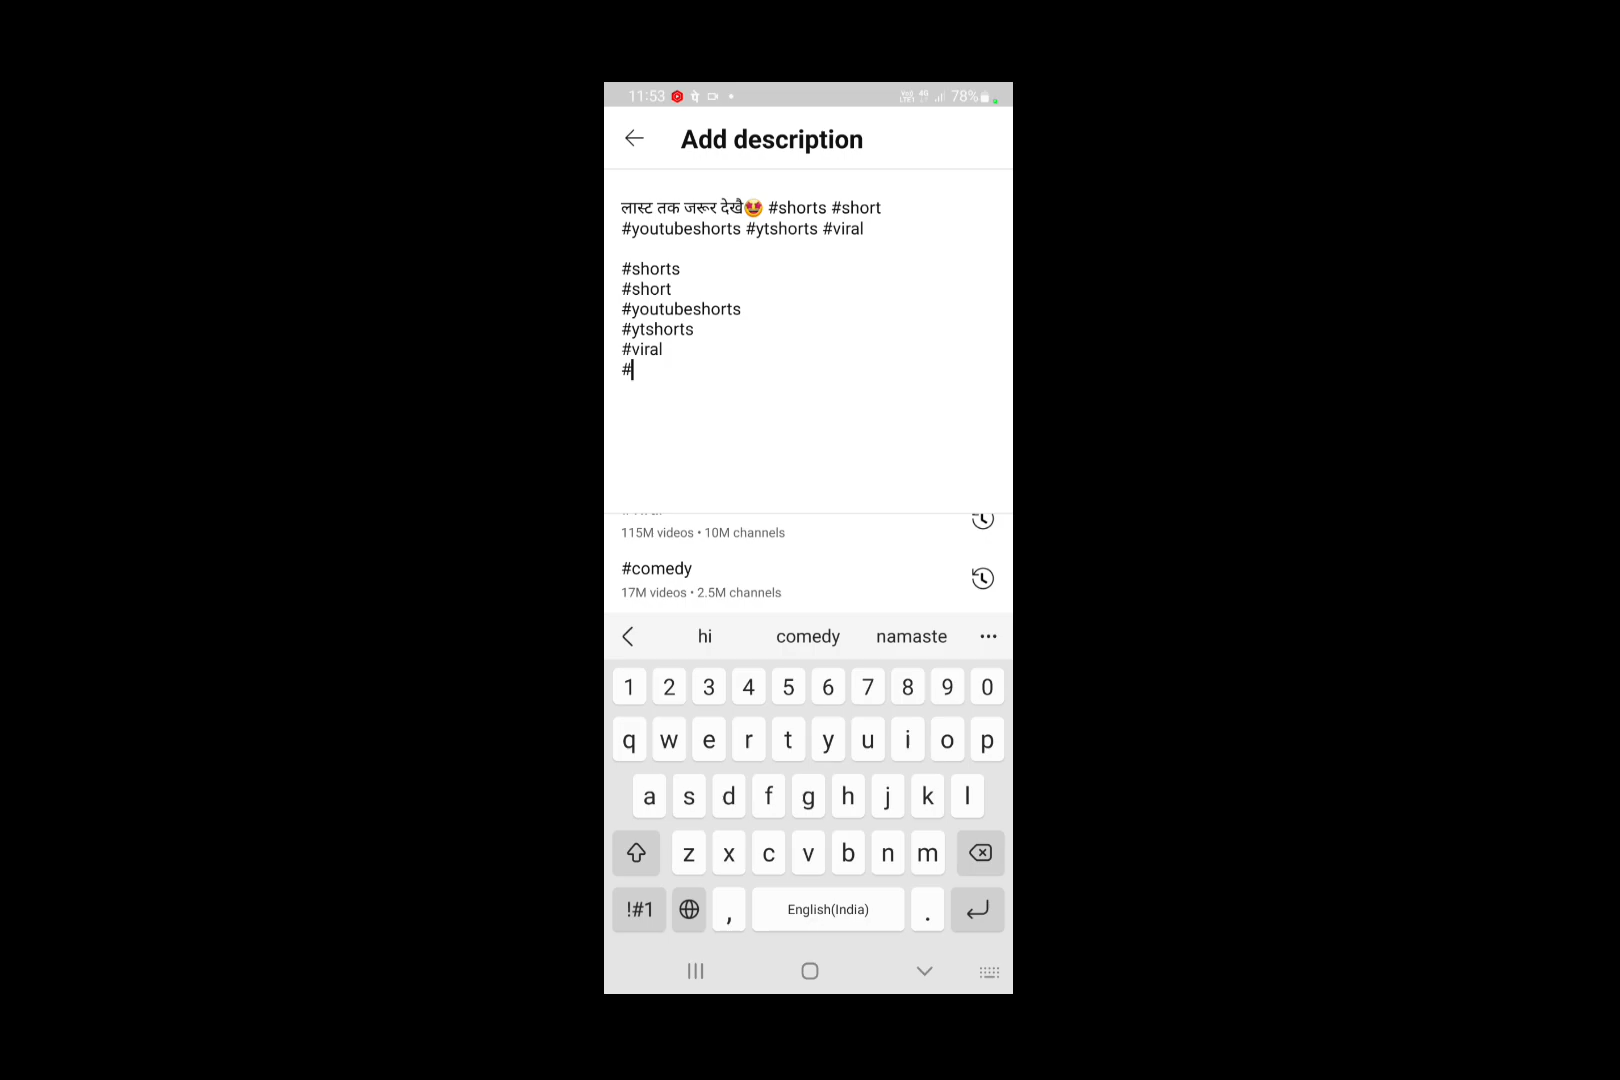 11:53 पे VoLTE1 4G 78%
Add description
लास्ट तक जरूर देखै🤩 #shorts #short
#youtubeshorts #ytshorts #viral
#shorts
#short
#youtubeshorts
#ytshorts
#viral
#
115M videos • 10M channels
#comedy
17M videos • 2.5M channels
hi comedy namaste
1 2 3 4 5 6 7 8 9 0
q w e r t y u i o p
a s d f g h j k l
z x c v b n m
!#1 , English(India) .